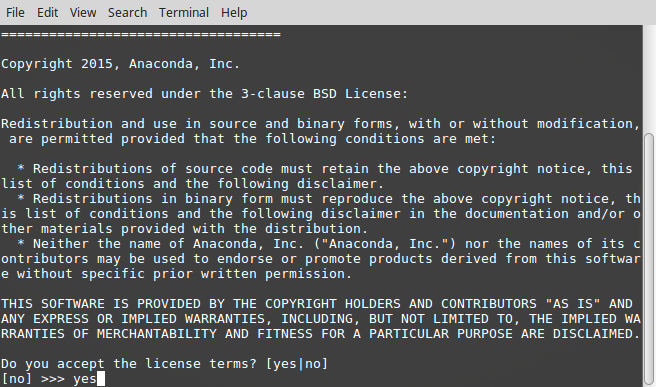 File Edit View Search Terminal Help
===================================
Copyright 2015, Anaconda, Inc.
All rights reserved under the 3-clause BSD License:
Redistribution and use in source and binary forms, with or without modification,
are permitted provided that the following conditions are met:
* Redistributions of source code must retain the above copyright notice, this
list of conditions and the following disclaimer.
* Redistributions in binary form must reproduce the above copyright notice, th
is list of conditions and the following disclaimer in the documentation and/or o
ther materials provided with the distribution.
* Neither the name of Anaconda, Inc. ("Anaconda, Inc.") nor the names of its c
ontributors may be used to endorse or promote products derived from this softwar
e without specific prior written permission.
THIS SOFTWARE IS PROVIDED BY THE COPYRIGHT HOLDERS AND CONTRIBUTORS "AS IS" AND
ANY EXPRESS OR IMPLIED WARRANTIES, INCLUDING, BUT NOT LIMITED TO, THE IMPLIED WA
RRANTIES OF MERCHANTABILITY AND FITNESS FOR A PARTICULAR PURPOSE ARE DISCLAIMED.
Do you accept the license terms? [yes|no]
[no] >>> yes